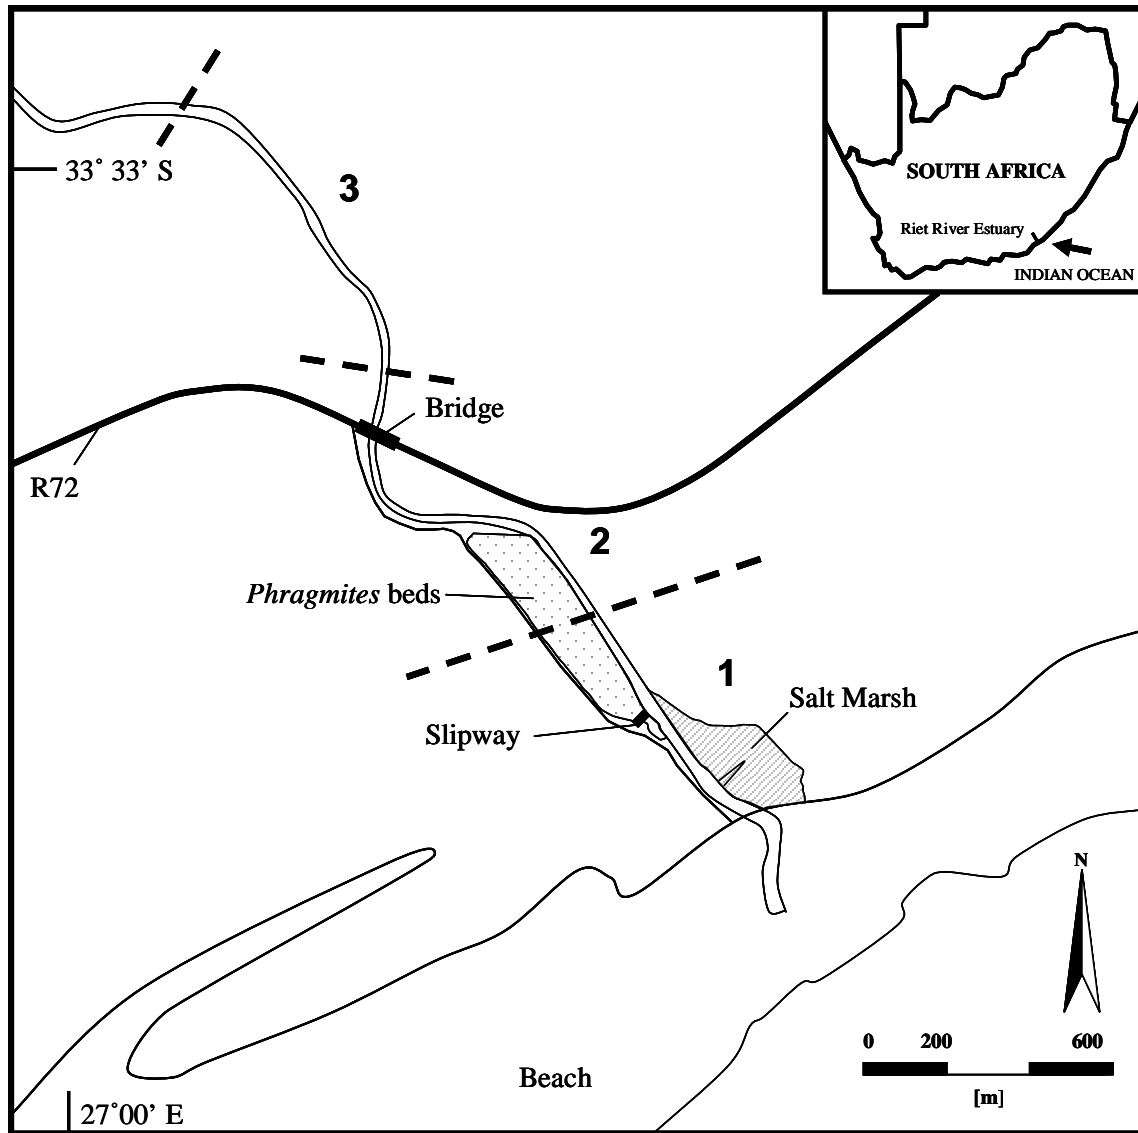 33˚ 33’ S
3
SOUTH AFRICA
Riet River Estuary
INDIAN OCEAN
Bridge
R72
2
Phragmites beds
1
Salt Marsh
Slipway
N
0 200 600
[m]
Beach
27˚00’ E